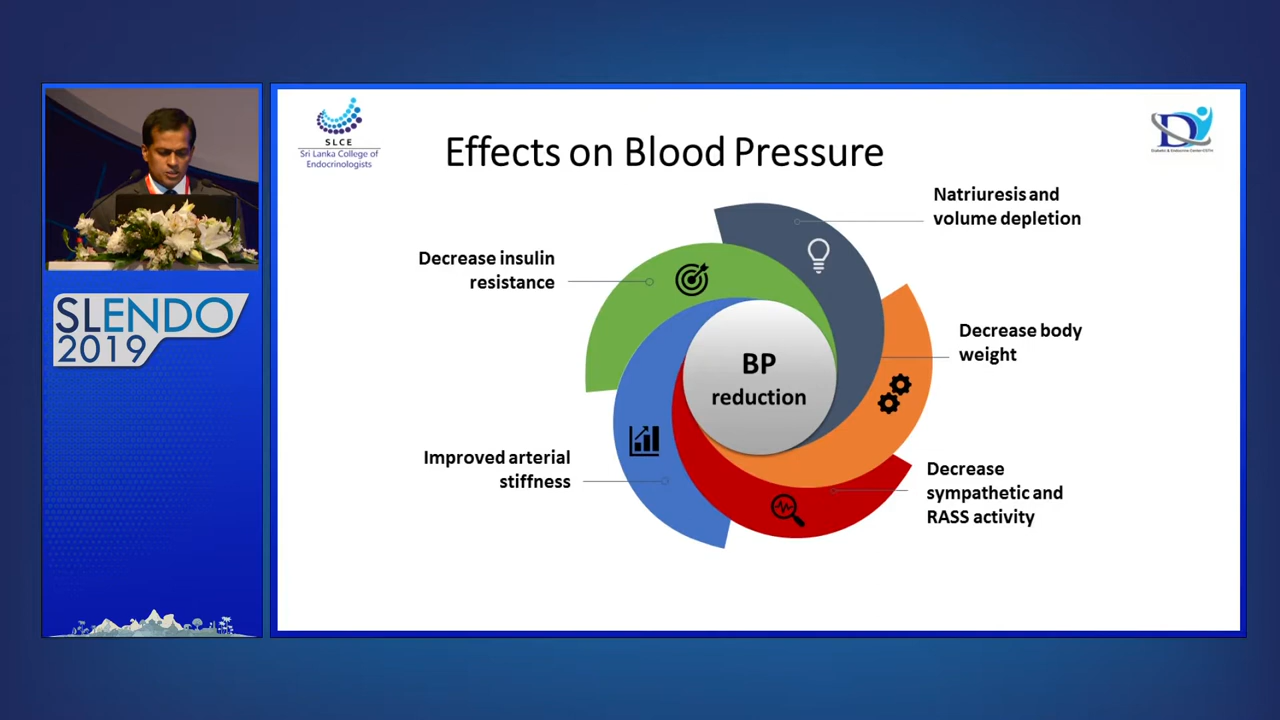 SLCE
Sri Lanka College of
Endocrinologists
Effects on Blood Pressure
Natriuresis and
volume depletion
Decrease insulin
resistance
Decrease body
weight
BP
reduction
Improved arterial
stiffness
Decrease
sympathetic and
RASS activity
SLENDO
2019